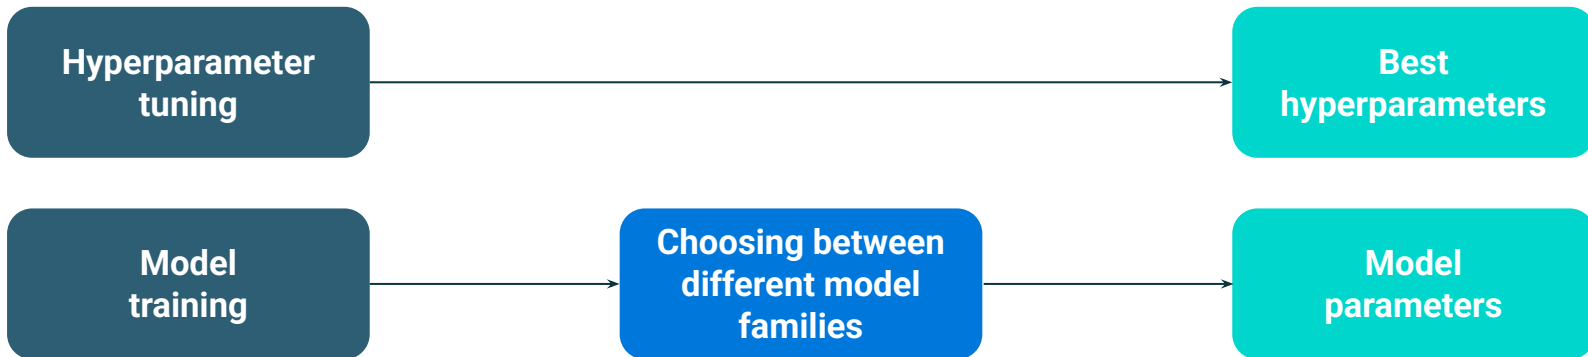 Hyperparameter
tuning
Best
hyperparameters
Model
training
Choosing between
different model
families
Model
parameters